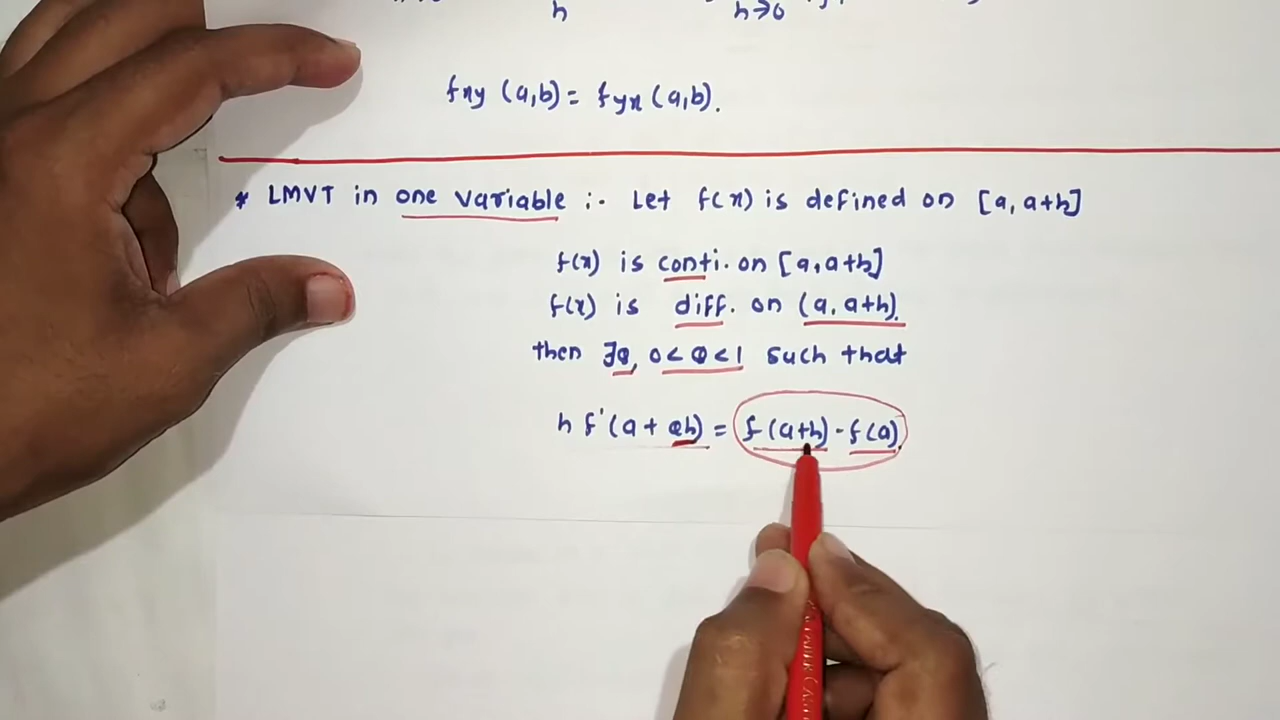 h h→0
fxy (a,b) = fyx (a,b).
* LMVT in one variable :- Let f(x) is defined on [a, a+h]
f(x) is conti. on [a, a+h]
f(x) is diff. on (a, a+h).
then ∃θ, 0<θ<1 such that
h f'(a + θh) = f(a+h) - f(a).